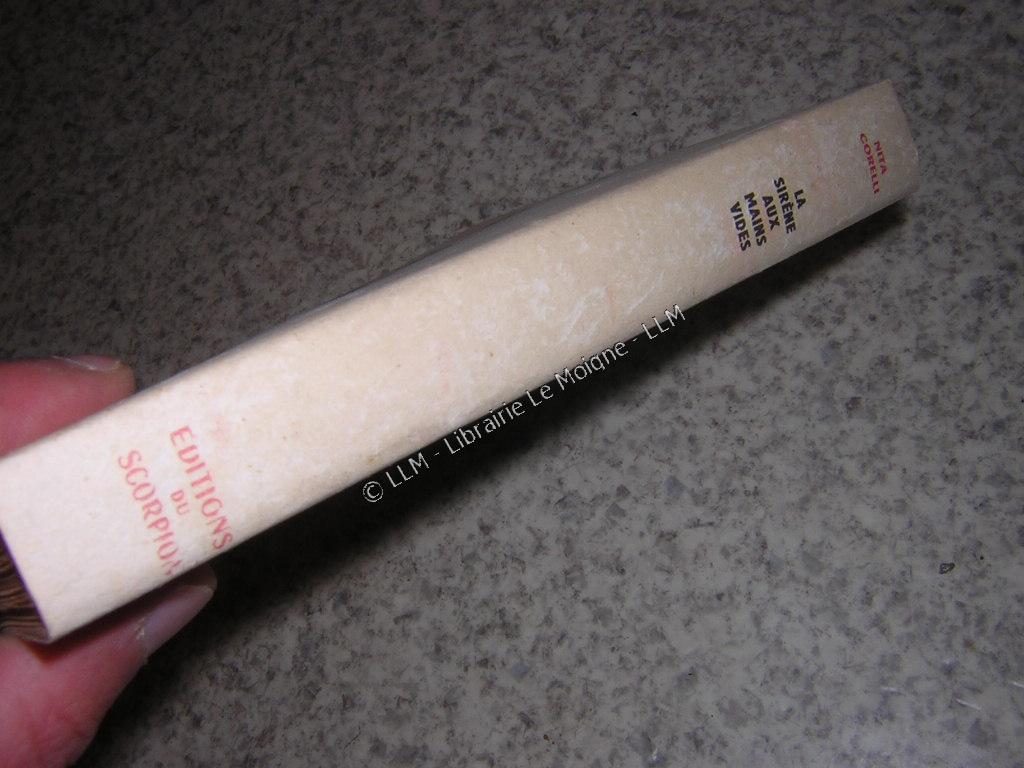 NITA
CORELLI
LA
SIRÈNE
AUX
MAINS
VIDES
EDITIONS
DU
SCORPION
© LLM - Librairie Le Moigne - LLM